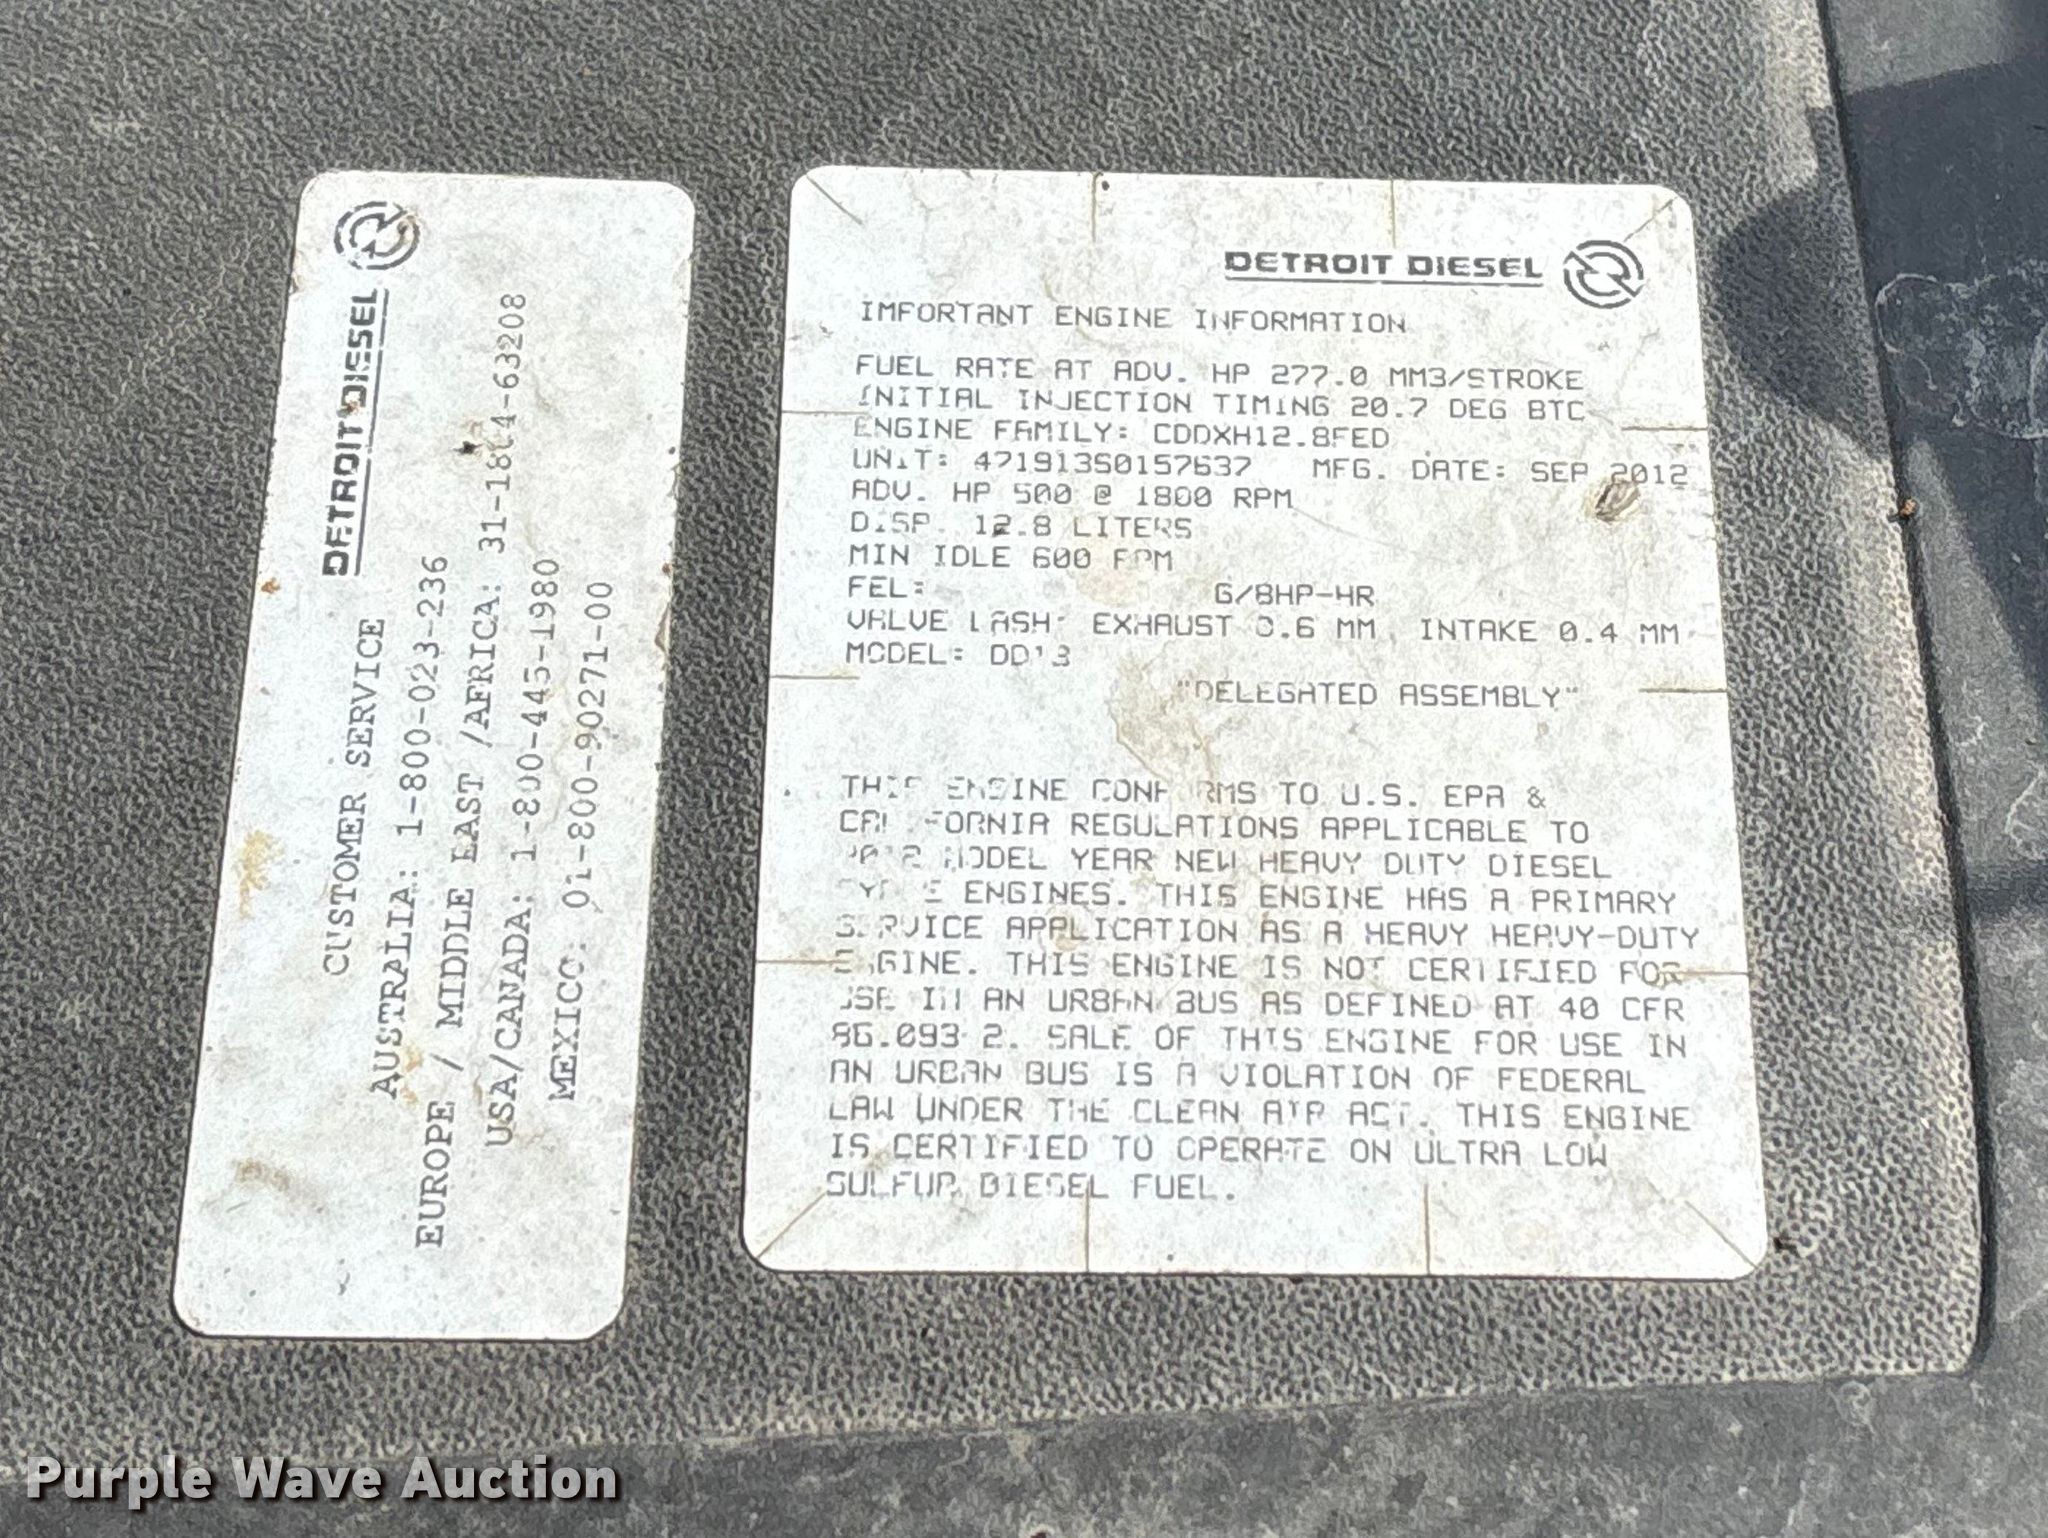 DETROIT DIESEL
CUSTOMER SERVICE
AUSTRALIA: 1-800-023-236
EUROPE / MIDDLE EAST /AFRICA: 31-1804-63208
USA/CANADA: 1-800-445-1980
MEXICO: 01-800-90271-00
DETROIT DIESEL
IMPORTANT ENGINE INFORMATION
FUEL RATE AT ADV. HP 277.0 MM3/STROKE
INITIAL INJECTION TIMING 20.7 DEG BTC
ENGINE FAMILY: CDDXH12.8FED
UNIT: 471913S0157637 MFG. DATE: SEP 2012
ADV. HP 500 @ 1800 RPM
DISP. 12.8 LITERS
MIN IDLE 600 RPM
FEL: G/BHP-HR
VALVE LASH: EXHAUST 0.6 MM, INTAKE 0.4 MM
MODEL: DD13
"DELEGATED ASSEMBLY"
THIS ENGINE CONFORMS TO U.S. EPA &
CALIFORNIA REGULATIONS APPLICABLE TO
2012 MODEL YEAR NEW HEAVY DUTY DIESEL
CYCLE ENGINES. THIS ENGINE HAS A PRIMARY
SERVICE APPLICATION AS A HEAVY HEAVY-DUTY
ENGINE. THIS ENGINE IS NOT CERTIFIED FOR
USE IN AN URBAN BUS AS DEFINED AT 40 CFR
86.093-2. SALE OF THIS ENGINE FOR USE IN
AN URBAN BUS IS A VIOLATION OF FEDERAL
LAW UNDER THE CLEAN AIR ACT. THIS ENGINE
IS CERTIFIED TO OPERATE ON ULTRA LOW
SULFUR DIESEL FUEL.
Purple Wave Auction